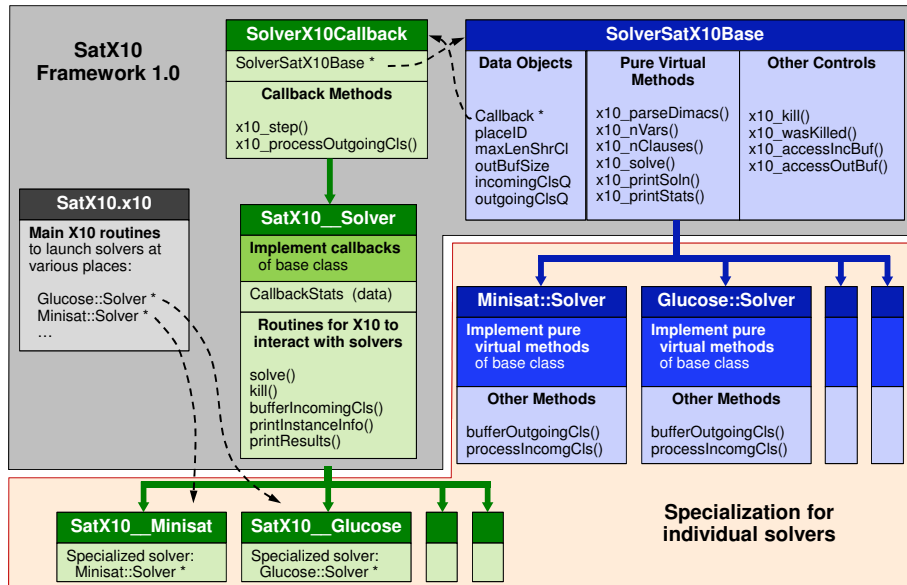 SatX10
Framework 1.0
SolverX10Callback
SolverSatX10Base *
Callback Methods
x10_step()
x10_processOutgoingCls()
SolverSatX10Base
Data Objects
Callback *
placeID
maxLenShrCl
outBufSize
incomingClsQ
outgoingClsQ
Pure Virtual
Methods
x10_parseDimacs()
x10_nVars()
x10_nClauses()
x10_solve()
x10_printSoln()
x10_printStats()
Other Controls
x10_kill()
x10_wasKilled()
x10_accessIncBuf()
x10_accessOutBuf()
SatX10.x10
Main X10 routines
to launch solvers at
various places:
Glucose::Solver *
Minisat::Solver *
...
SatX10__Solver
Implement callbacks
of base class
CallbackStats (data)
Routines for X10 to
interact with solvers
solve()
kill()
bufferIncomingCls()
printInstanceInfo()
printResults()
Minisat::Solver
Implement pure
virtual methods
of base class
Other Methods
bufferOutgoingCls()
processIncomgCls()
Glucose::Solver
Implement pure
virtual methods
of base class
Other Methods
bufferOutgoingCls()
processIncomgCls()
SatX10__Minisat
Specialized solver:
Minisat::Solver *
SatX10__Glucose
Specialized solver:
Glucose::Solver *
Specialization for
individual solvers